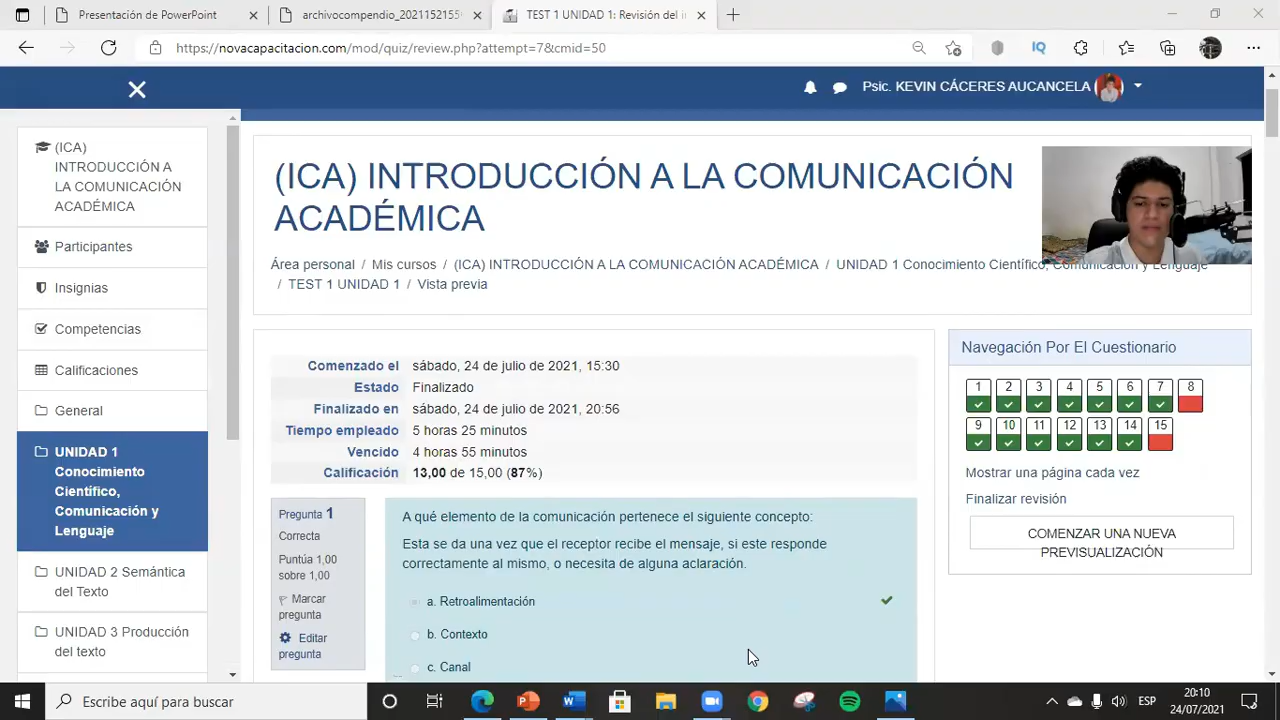 Presentación de PowerPoint
archivocompendio_2021152155
TEST 1 UNIDAD 1: Revisión del i
https://novacapacitacion.com/mod/quiz/review.php?attempt=7&cmid=50
IQ
Psic. KEVIN CÁCERES AUCANCELA
(ICA)
INTRODUCCIÓN A
LA COMUNICACIÓN
ACADÉMICA
Participantes
Insignias
Competencias
Calificaciones
General
UNIDAD 1
Conocimiento
Científico,
Comunicación y
Lenguaje
UNIDAD 2 Semántica
del Texto
UNIDAD 3 Producción
del texto
(ICA) INTRODUCCIÓN A LA COMUNICACIÓN
ACADÉMICA
Área personal / Mis cursos / (ICA) INTRODUCCIÓN A LA COMUNICACIÓN ACADÉMICA / UNIDAD 1 Conocimiento Científico, Comunicación y Lenguaje
/ TEST 1 UNIDAD 1 / Vista previa
Comenzado el sábado, 24 de julio de 2021, 15:30
Estado Finalizado
Finalizado en sábado, 24 de julio de 2021, 20:56
Tiempo empleado 5 horas 25 minutos
Vencido 4 horas 55 minutos
Calificación 13,00 de 15,00 (87%)
Pregunta 1
Correcta
Puntúa 1,00
sobre 1,00
Marcar
pregunta
Editar
pregunta
A qué elemento de la comunicación pertenece el siguiente concepto:
Esta se da una vez que el receptor recibe el mensaje, si este responde
correctamente al mismo, o necesita de alguna aclaración.
a. Retroalimentación
b. Contexto
c. Canal
Navegación Por El Cuestionario
1 2 3 4 5 6 7 8
9 10 11 12 13 14 15
Mostrar una página cada vez
Finalizar revisión
COMENZAR UNA NUEVA
PREVISUALIZACIÓN
Escribe aquí para buscar
ESP
20:10
24/07/2021